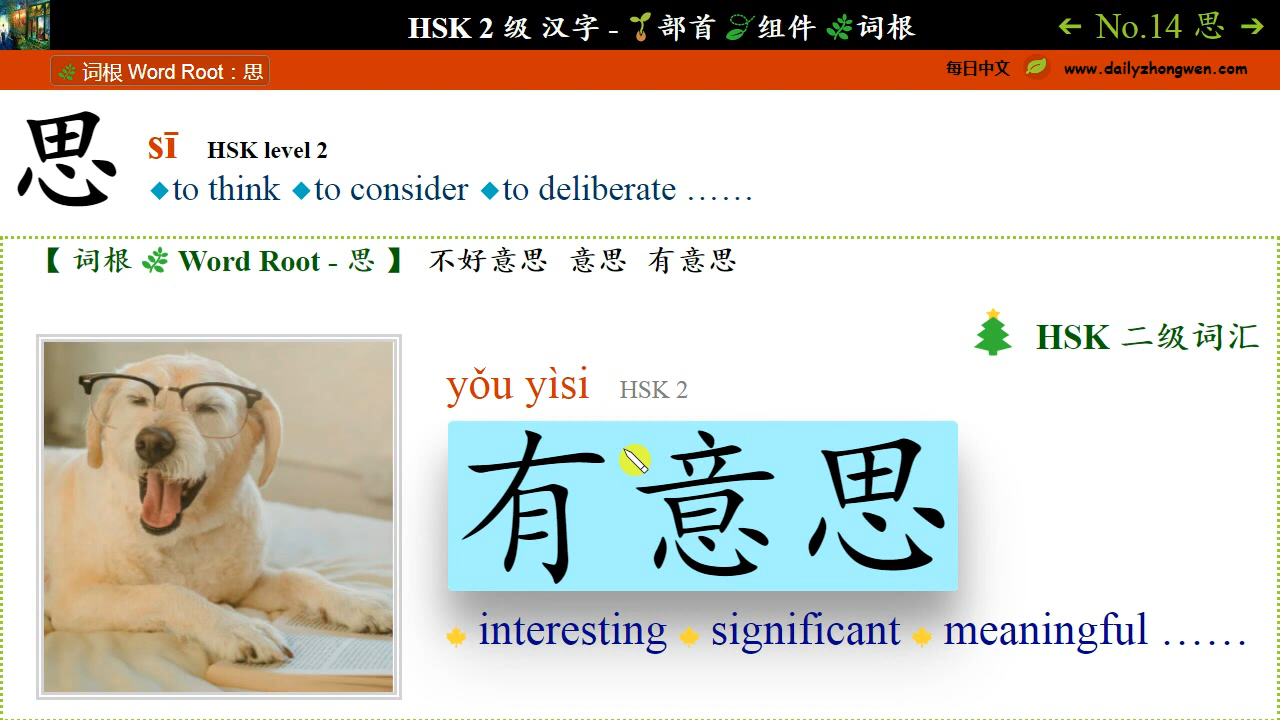 HSK 2 级 汉字 - 部首 组件 词根
← No.14 思 →
词根 Word Root：思
每日中文 www.dailyzhongwen.com
思
sī HSK level 2
◆to think ◆to consider ◆to deliberate ……
【 词根 Word Root - 思 】 不好意思 意思 有意思
HSK 二级词汇
yǒu yìsi HSK 2
有意思
interesting significant meaningful ……